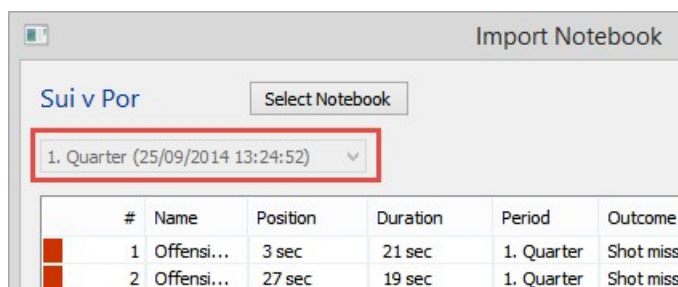 Import Notebook
Sui v Por Select Notebook
1. Quarter (25/09/2014 13:24:52)
# Name Position Duration Period Outcome
1 Offensi... 3 sec 21 sec 1. Quarter Shot miss
2 Offensi... 27 sec 19 sec 1. Quarter Shot miss